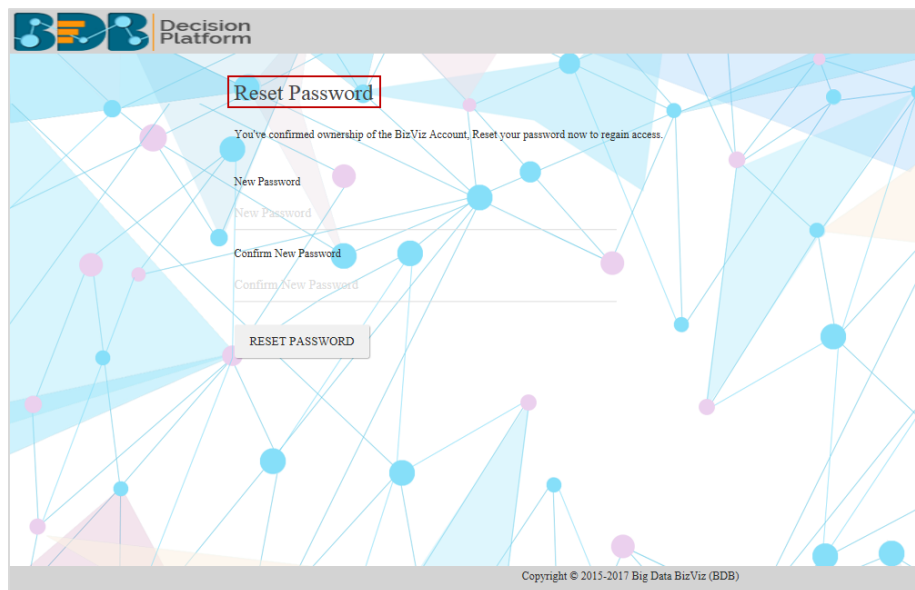 BDB Decision
Platform
Reset Password
You've confirmed ownership of the BizViz Account, Reset your password now to regain access.
New Password
New Password
Confirm New Password
Confirm New Password
RESET PASSWORD
Copyright © 2015-2017 Big Data BizViz (BDB)